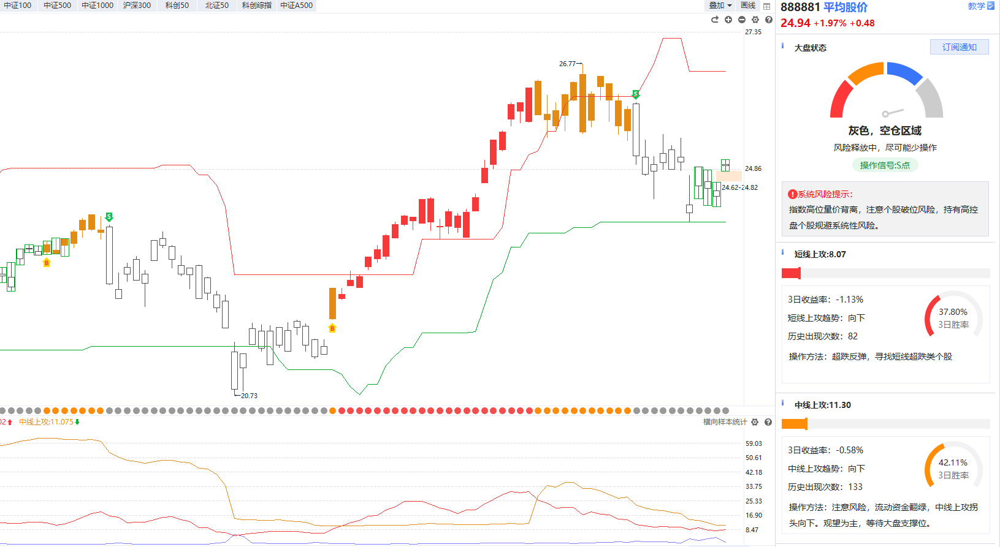 中证100 中证500 中证1000 沪深300 科创50 北证50 科创综指 中证A500 叠加 画线
27.35
26.77
S
S
24.86
24.62-24.82
B
B
20.73
02 中线上攻:11.075 横向样本统计
59.03
50.61
42.18
33.75
25.33
16.90
8.47
888881 平均股价 教学
24.94 +1.97% +0.48
大盘状态 订阅通知
灰色，空仓区域
风险释放中，尽可能少操作
操作信号:S点
系统风险提示：
指数高位量价背离，注意个股破位风险，持有高控
盘个股规避系统性风险。
短线上攻:8.07
3日收益率：-1.13%
短线上攻趋势：向下
历史出现次数：82
37.80%
3日胜率
操作方法：超跌反弹，寻找短线超跌类个股
中线上攻:11.30
3日收益率：-0.58%
中线上攻趋势：向下
历史出现次数：133
42.11%
3日胜率
操作方法：注意风险，流动资金翻绿，中线上攻拐
头向下。观望为主，等待大盘支撑位。